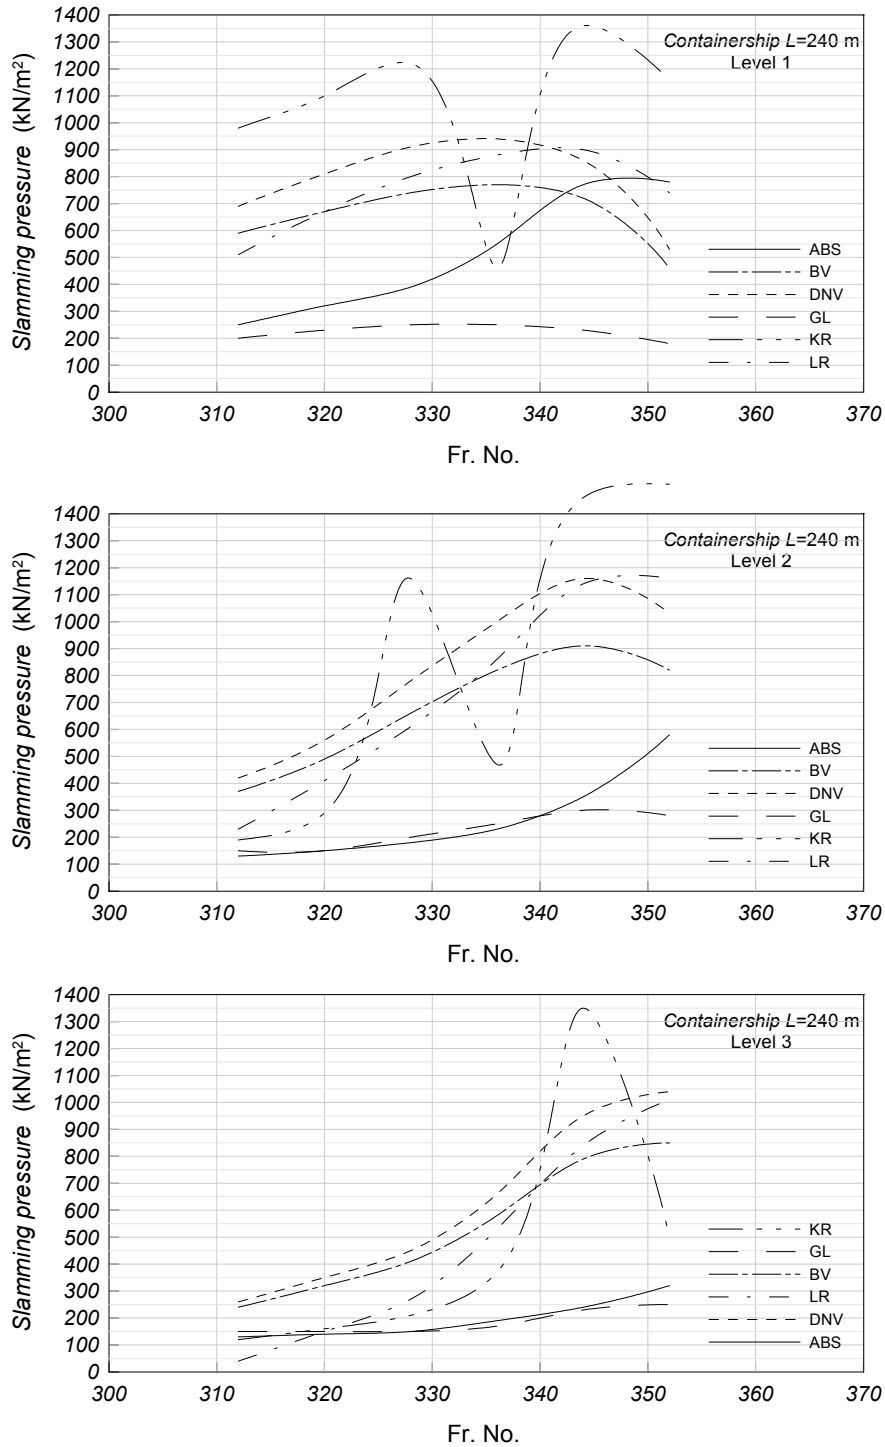 1400
1300
1200
1100
1000
900
800
700
600
500
400
300
200
100
0
Slamming pressure (kN/m²)
Containership L=240 m
Level 1
ABS
BV
DNV
GL
KR
LR
300 310 320 330 340 350 360 370
Fr. No.
1400
1300
1200
1100
1000
900
800
700
600
500
400
300
200
100
0
Slamming pressure (kN/m²)
Containership L=240 m
Level 2
ABS
BV
DNV
GL
KR
LR
300 310 320 330 340 350 360 370
Fr. No.
1400
1300
1200
1100
1000
900
800
700
600
500
400
300
200
100
0
Slamming pressure (kN/m²)
Containership L=240 m
Level 3
KR
GL
BV
LR
DNV
ABS
300 310 320 330 340 350 360 370
Fr. No.